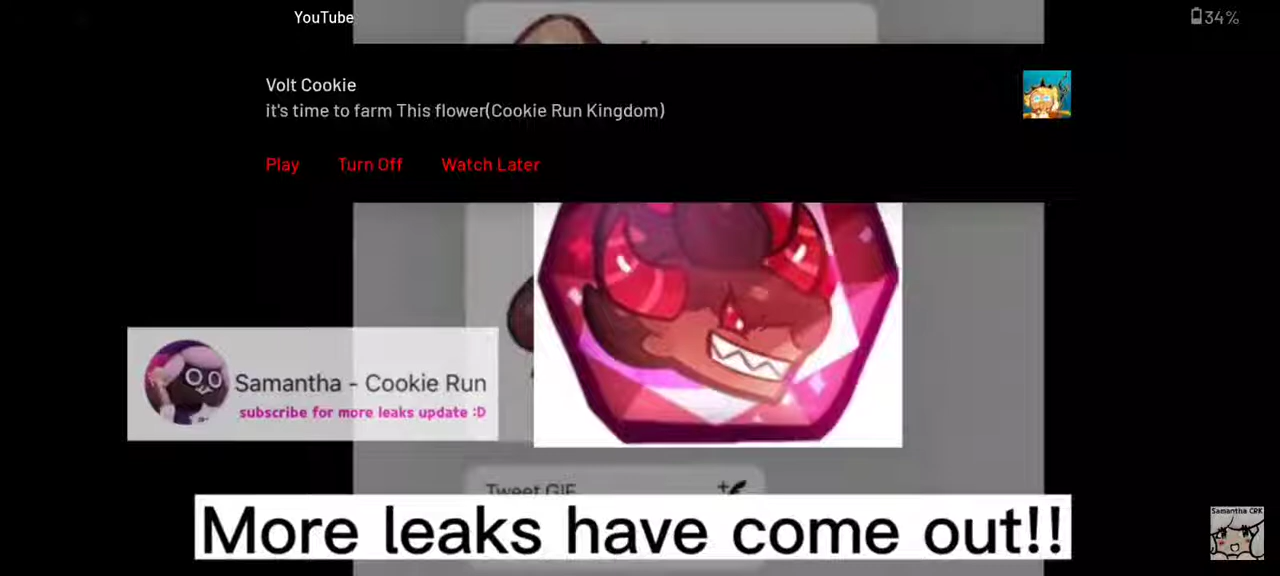 YouTube
34%
Volt Cookie
it's time to farm This flower(Cookie Run Kingdom)
Play Turn Off Watch Later
Samantha - Cookie Run
subscribe for more leaks update :D
Tweet GIF
More leaks have come out!!
Samantha CRK